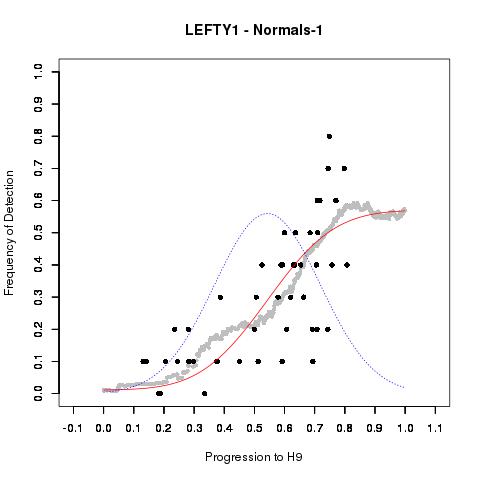 LEFTY1 - Normals-1
Frequency of Detection
1.0
0.9
0.8
0.7
0.6
0.5
0.4
0.3
0.2
0.1
0.0
-0.1 0.0 0.1 0.2 0.3 0.4 0.5 0.6 0.7 0.8 0.9 1.0 1.1
Progression to H9